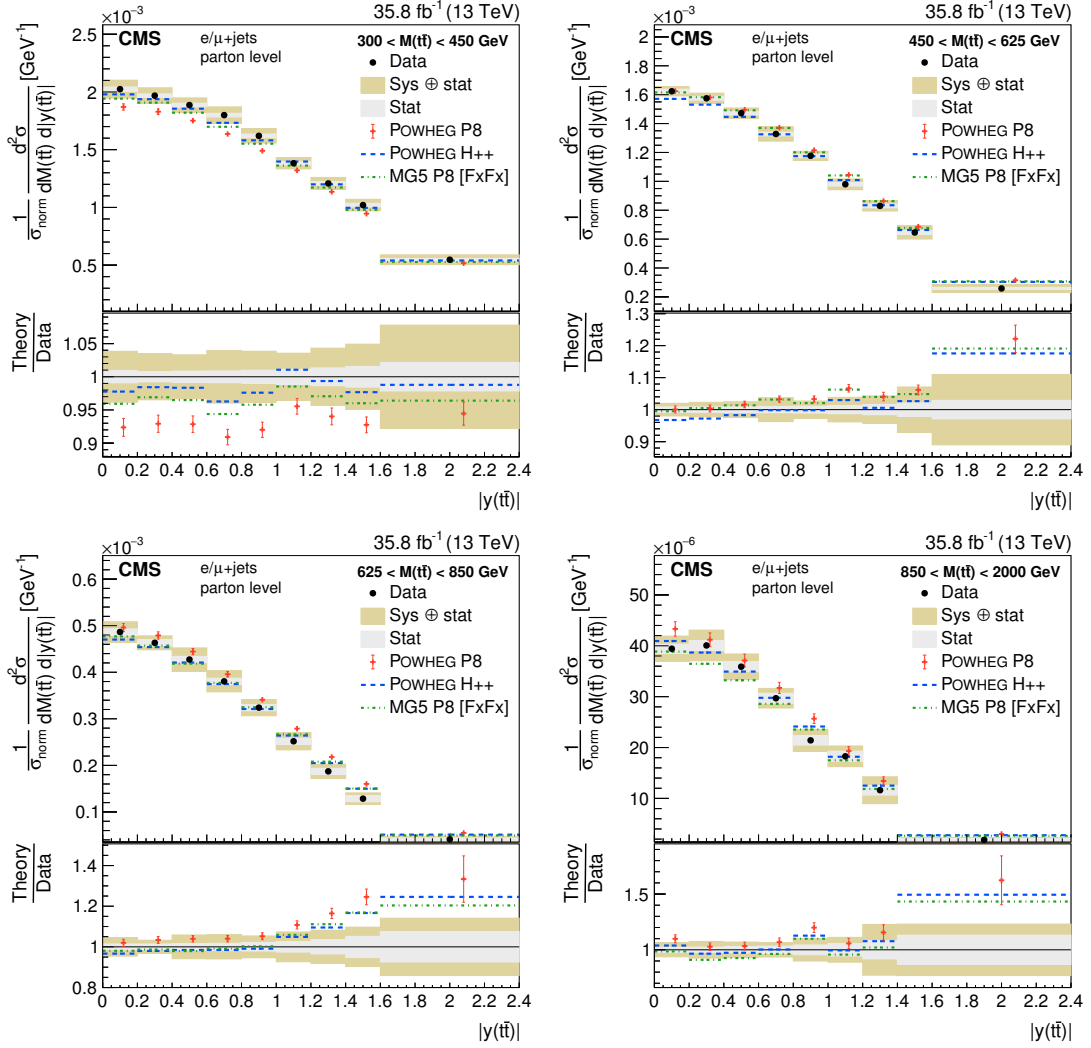 ×10⁻³
35.8 fb⁻¹ (13 TeV)
CMS
e/μ+jets
parton level
300 < M(tt̄) < 450 GeV
Data
Sys ⊕ stat
Stat
POWHEG P8
POWHEG H++
MG5 P8 [FxFx]
1/σnorm d²σ/dM(tt̄) d|y(tt̄)| [GeV⁻¹]
2.5
2
1.5
1
0.5
Theory/Data
1.05
1
0.95
0.9
0 0.2 0.4 0.6 0.8 1 1.2 1.4 1.6 1.8 2 2.2 2.4
|y(tt̄)|
×10⁻³
35.8 fb⁻¹ (13 TeV)
CMS
e/μ+jets
parton level
450 < M(tt̄) < 625 GeV
Data
Sys ⊕ stat
Stat
POWHEG P8
POWHEG H++
MG5 P8 [FxFx]
1/σnorm d²σ/dM(tt̄) d|y(tt̄)| [GeV⁻¹]
2
1.8
1.6
1.4
1.2
1
0.8
0.6
0.4
0.2
Theory/Data
1.3
1.2
1.1
1.0
0.9
0 0.2 0.4 0.6 0.8 1 1.2 1.4 1.6 1.8 2 2.2 2.4
|y(tt̄)|
×10⁻³
35.8 fb⁻¹ (13 TeV)
CMS
e/μ+jets
parton level
625 < M(tt̄) < 850 GeV
Data
Sys ⊕ stat
Stat
POWHEG P8
POWHEG H++
MG5 P8 [FxFx]
1/σnorm d²σ/dM(tt̄) d|y(tt̄)| [GeV⁻¹]
0.6
0.5
0.4
0.3
0.2
0.1
Theory/Data
1.4
1.2
1
0.8
0 0.2 0.4 0.6 0.8 1 1.2 1.4 1.6 1.8 2 2.2 2.4
|y(tt̄)|
×10⁻⁶
35.8 fb⁻¹ (13 TeV)
CMS
e/μ+jets
parton level
850 < M(tt̄) < 2000 GeV
Data
Sys ⊕ stat
Stat
POWHEG P8
POWHEG H++
MG5 P8 [FxFx]
1/σnorm d²σ/dM(tt̄) d|y(tt̄)| [GeV⁻¹]
50
40
30
20
10
Theory/Data
1.5
1
0 0.2 0.4 0.6 0.8 1 1.2 1.4 1.6 1.8 2 2.2 2.4
|y(tt̄)|